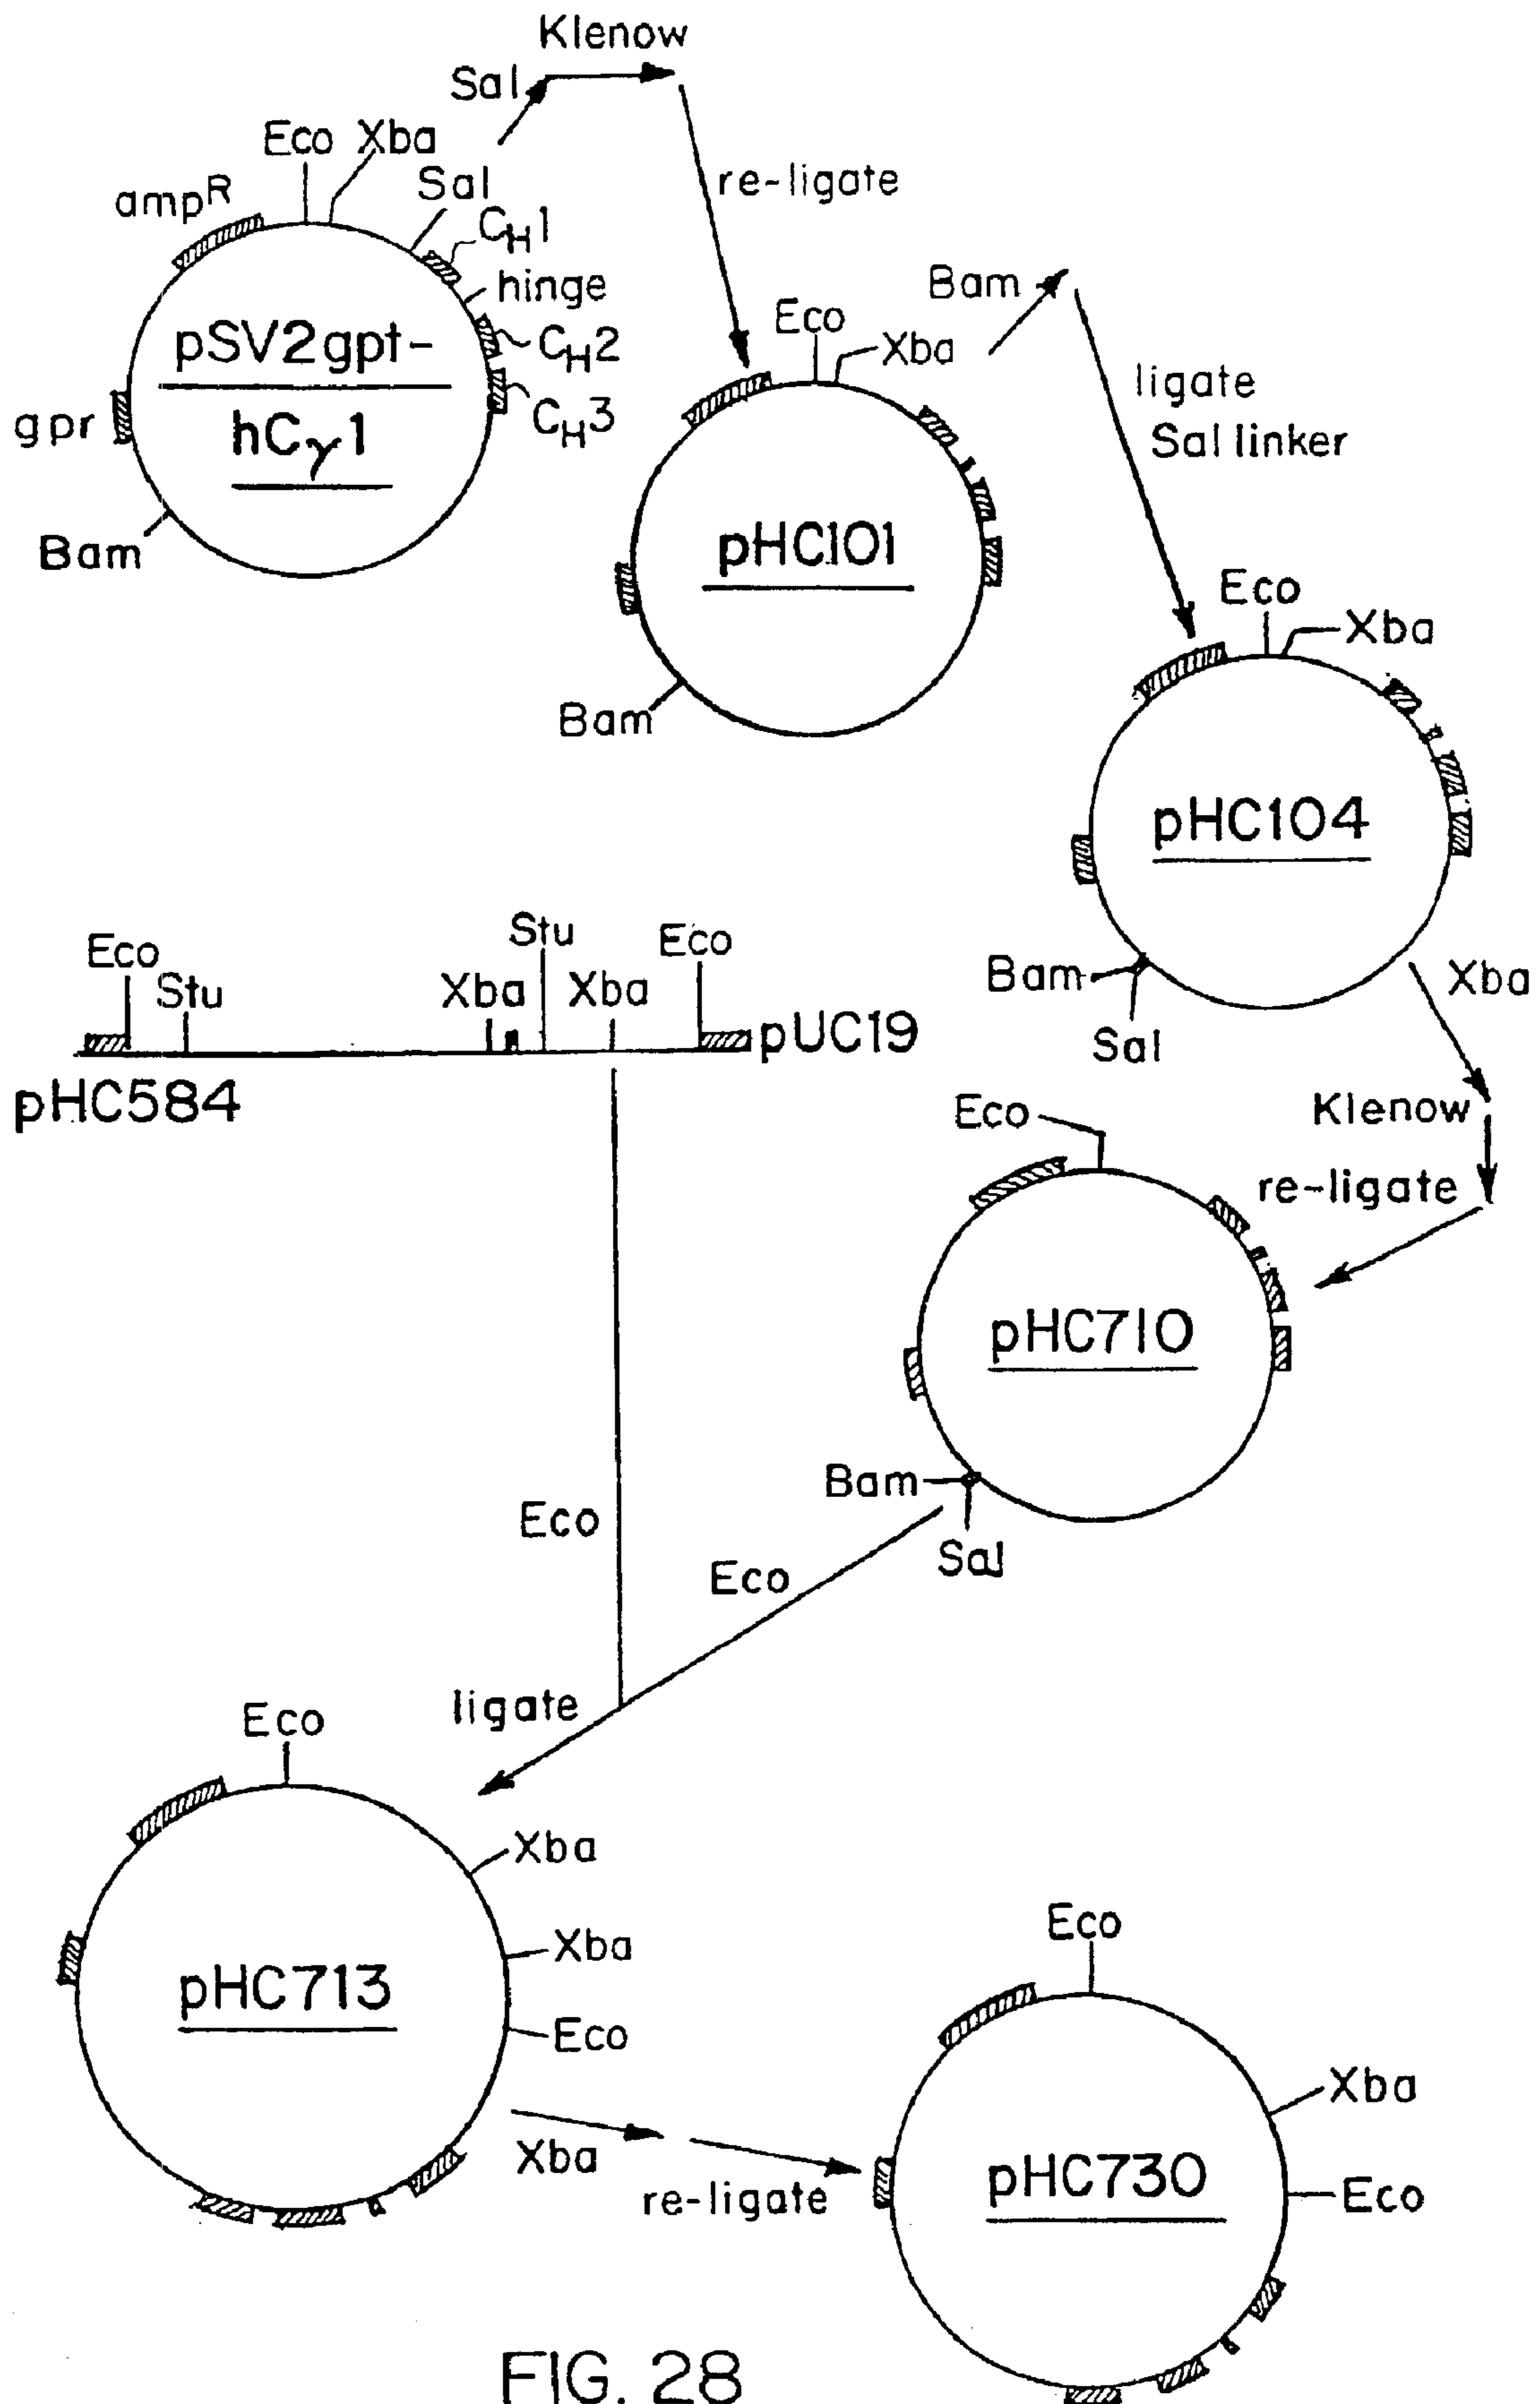 Klenow
Sal
re-ligate
Eco Xba
Sal
ampR
CH1
hinge
CH2
CH3
pSV2gpt-
hCγ1
gpr
Bam
Bam
ligate
Sal linker
Eco
Xba
pHC101
Bam
Eco
Xba
pHC104
Bam
Sal
Xba
Klenow
re-ligate
Eco
Stu
Xba
Stu
Xba
Eco
pUC19
pHC584
Eco
pHC710
Bam
Sal
Eco
Eco
ligate
Eco
Xba
Xba
Eco
pHC713
Xba
re-ligate
Eco
Xba
Eco
pHC730
FIG. 28